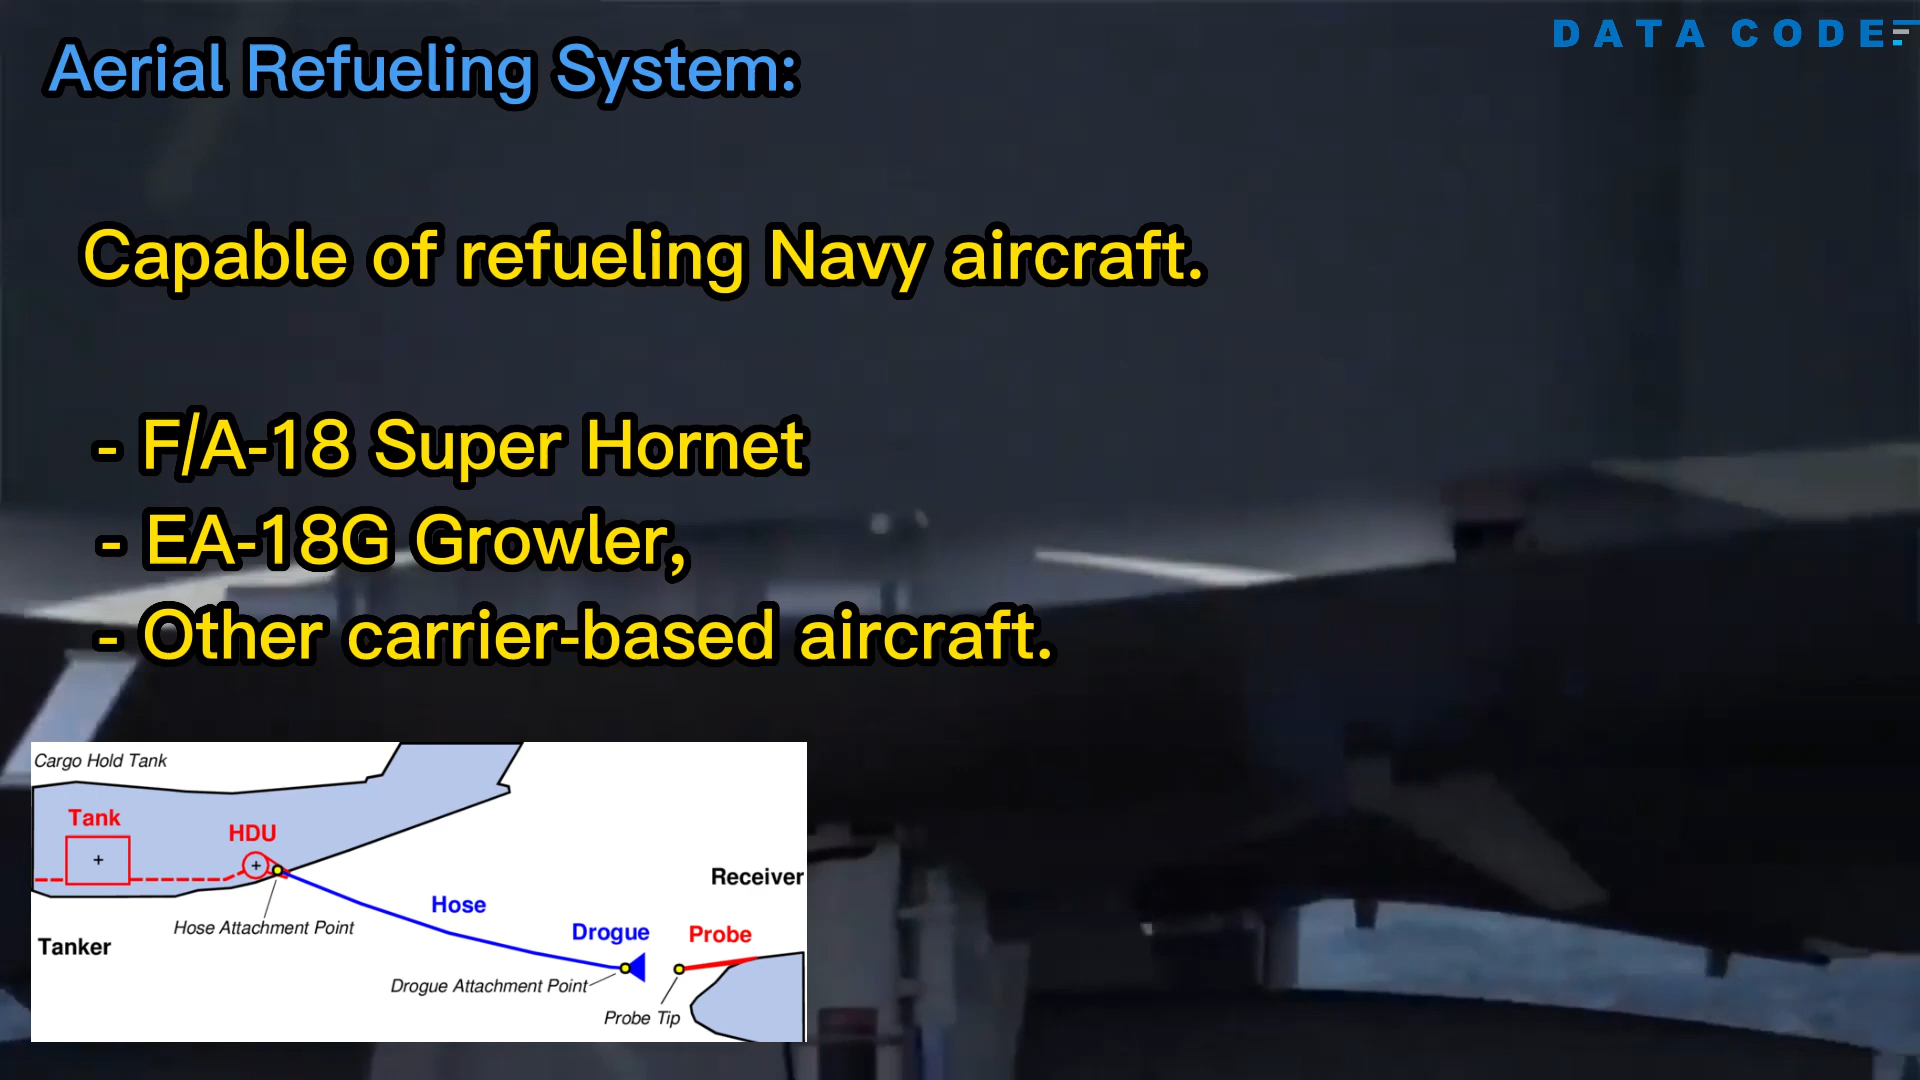 DATA CODE
Aerial Refueling System:
Capable of refueling Navy aircraft.
- F/A-18 Super Hornet
- EA-18G Growler,
- Other carrier-based aircraft.
Cargo Hold Tank
Tank
HDU
Receiver
Hose
Hose Attachment Point
Drogue
Probe
Tanker
Drogue Attachment Point
Probe Tip